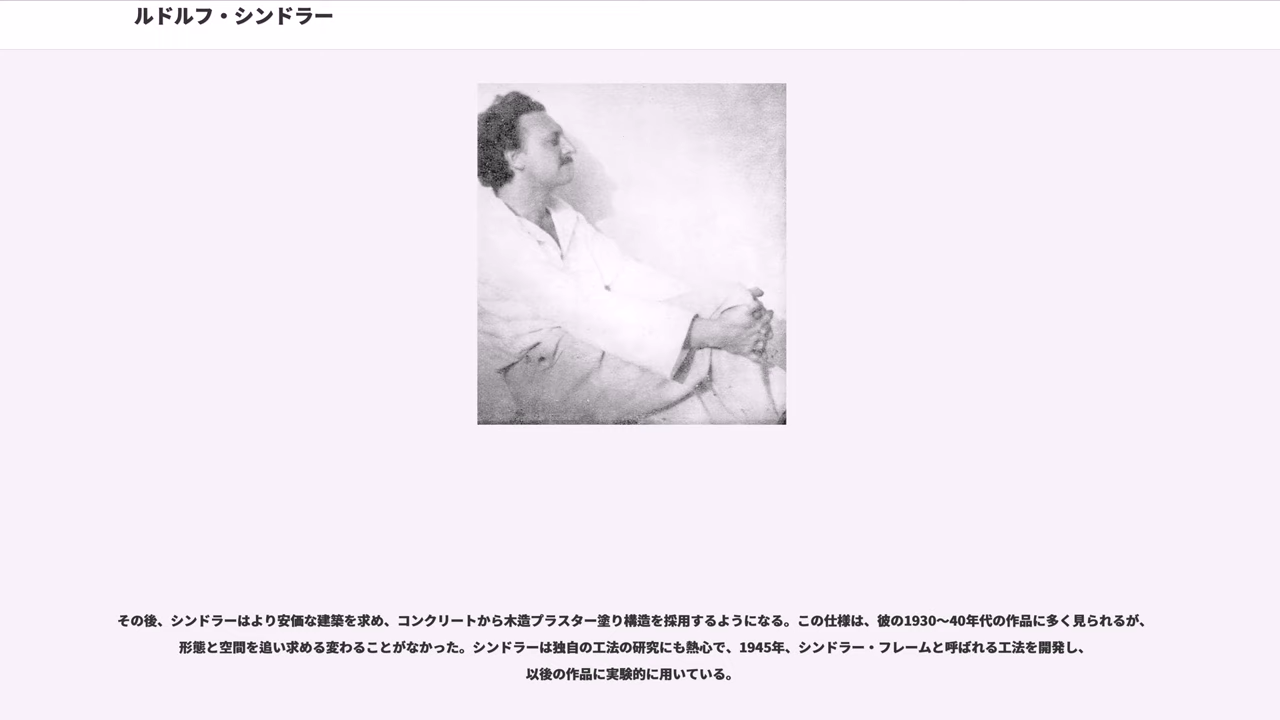 ルドルフ・シンドラー
その後、シンドラーはより安価な建築を求め、コンクリートから木造プラスター塗り構造を採用するようになる。この仕様は、彼の1930〜40年代の作品に多く見られるが、
形態と空間を追い求める変わることがなかった。シンドラーは独自の工法の研究にも熱心で、1945年、シンドラー・フレームと呼ばれる工法を開発し、
以後の作品に実験的に用いている。